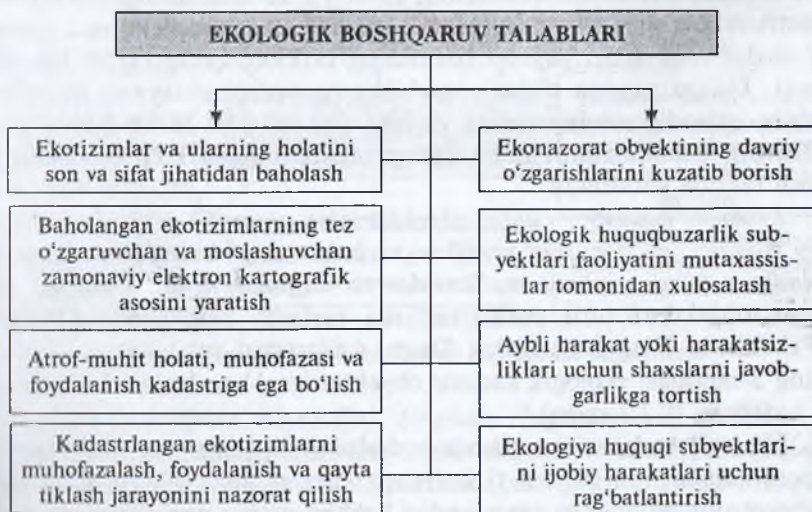 EKOLOGIK BOSHQARUV TALABLARI
Ekotizimlar va ularning holatini
son va sifat jihatidan baholash
Baholangan ekotizimlarning tez
o‘zgaruvchan va moslashuvchan
zamonaviy elektron kartografik
asosini yaratish
Atrof-muhit holati, muhofazasi va
foydalanish kadastriga ega bo‘lish
Kadastrlangan ekotizimlarni
muhofazalash, foydalanish va qayta
tiklash jarayonini nazorat qilish
Ekonazorat obyektining davriy
o‘zgarishlarini kuzatib borish
Ekologik huquqbuzarlik sub-
yektlari faoliyatini mutaxassis-
lar tomonidan xulosalash
Aybli harakat yoki harakatsiz-
liklari uchun shaxslarni javob-
garlikga tortish
Ekologiya huquqi subyektlari-
ni ijobiy harakatlari uchun
rag‘batlantirish